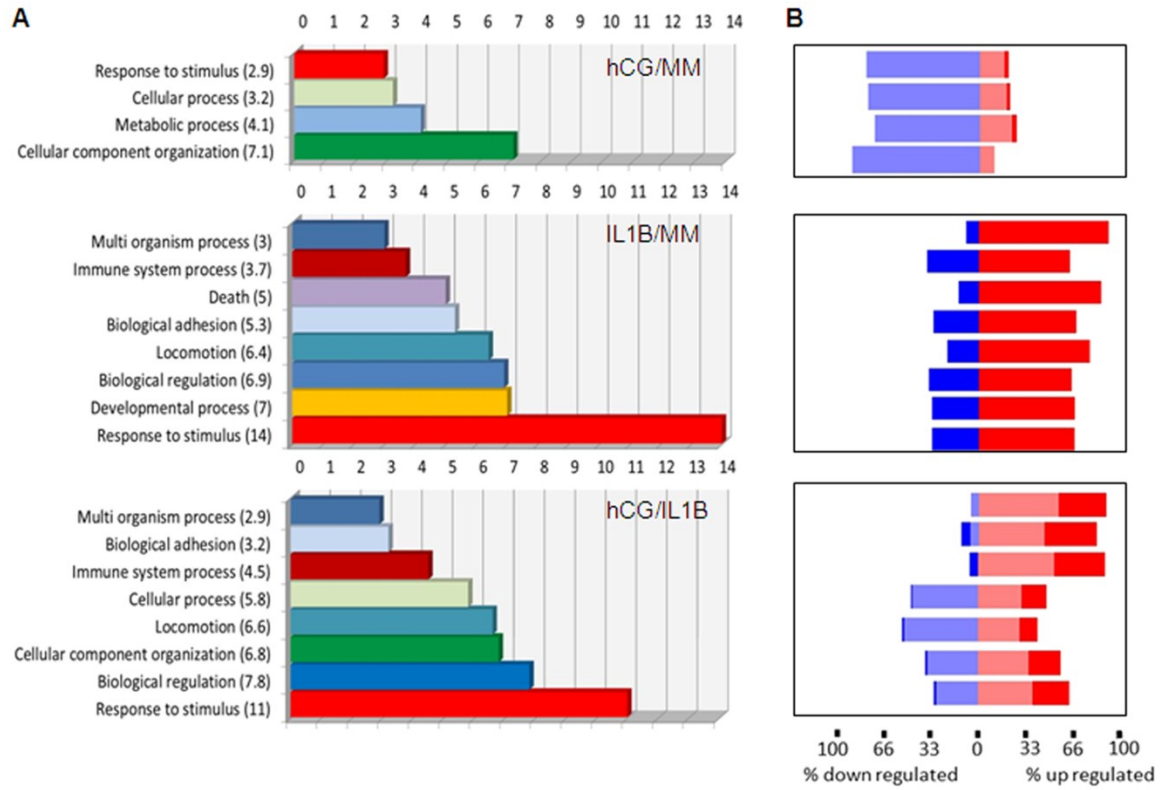 A
B
0 1 2 3 4 5 6 7 8 9 10 11 12 13 14
hCG/MM
Response to stimulus (2.9)
Cellular process (3.2)
Metabolic process (4.1)
Cellular component organization (7.1)
0 1 2 3 4 5 6 7 8 9 10 11 12 13 14
IL1B/MM
Multi organism process (3)
Immune system process (3.7)
Death (5)
Biological adhesion (5.3)
Locomotion (6.4)
Biological regulation (6.9)
Developmental process (7)
Response to stimulus (14)
0 1 2 3 4 5 6 7 8 9 10 11 12 13 14
hCG/IL1B
Multi organism process (2.9)
Biological adhesion (3.2)
Immune system process (4.5)
Cellular process (5.8)
Locomotion (6.6)
Cellular component organization (6.8)
Biological regulation (7.8)
Response to stimulus (11)
100 66 33 0 33 66 100
% down regulated % up regulated